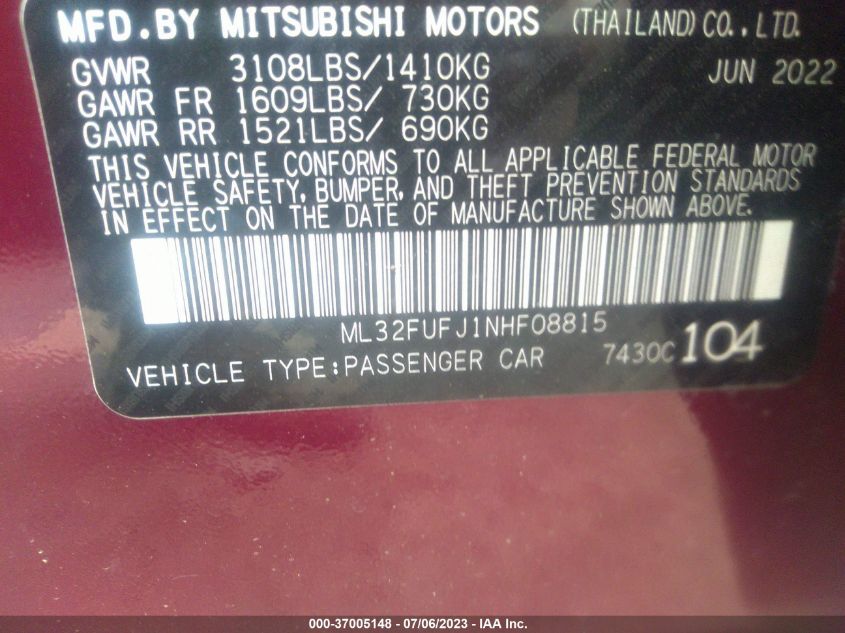 MFD.BY MITSUBISHI MOTORS (THAILAND) CO.,LTD.
GVWR 3108LBS/1410KG JUN 2022
GAWR FR 1609LBS/ 730KG
GAWR RR 1521LBS/ 690KG
THIS VEHICLE CONFORMS TO ALL APPLICABLE FEDERAL MOTOR
VEHICLE SAFETY, BUMPER, AND THEFT PREVENTION STANDARDS
IN EFFECT ON THE DATE OF MANUFACTURE SHOWN ABOVE.
ML32FUFJ1NHF08815
VEHICLE TYPE:PASSENGER CAR 7430C 104
000-37005148 - 07/06/2023 - IAA Inc.